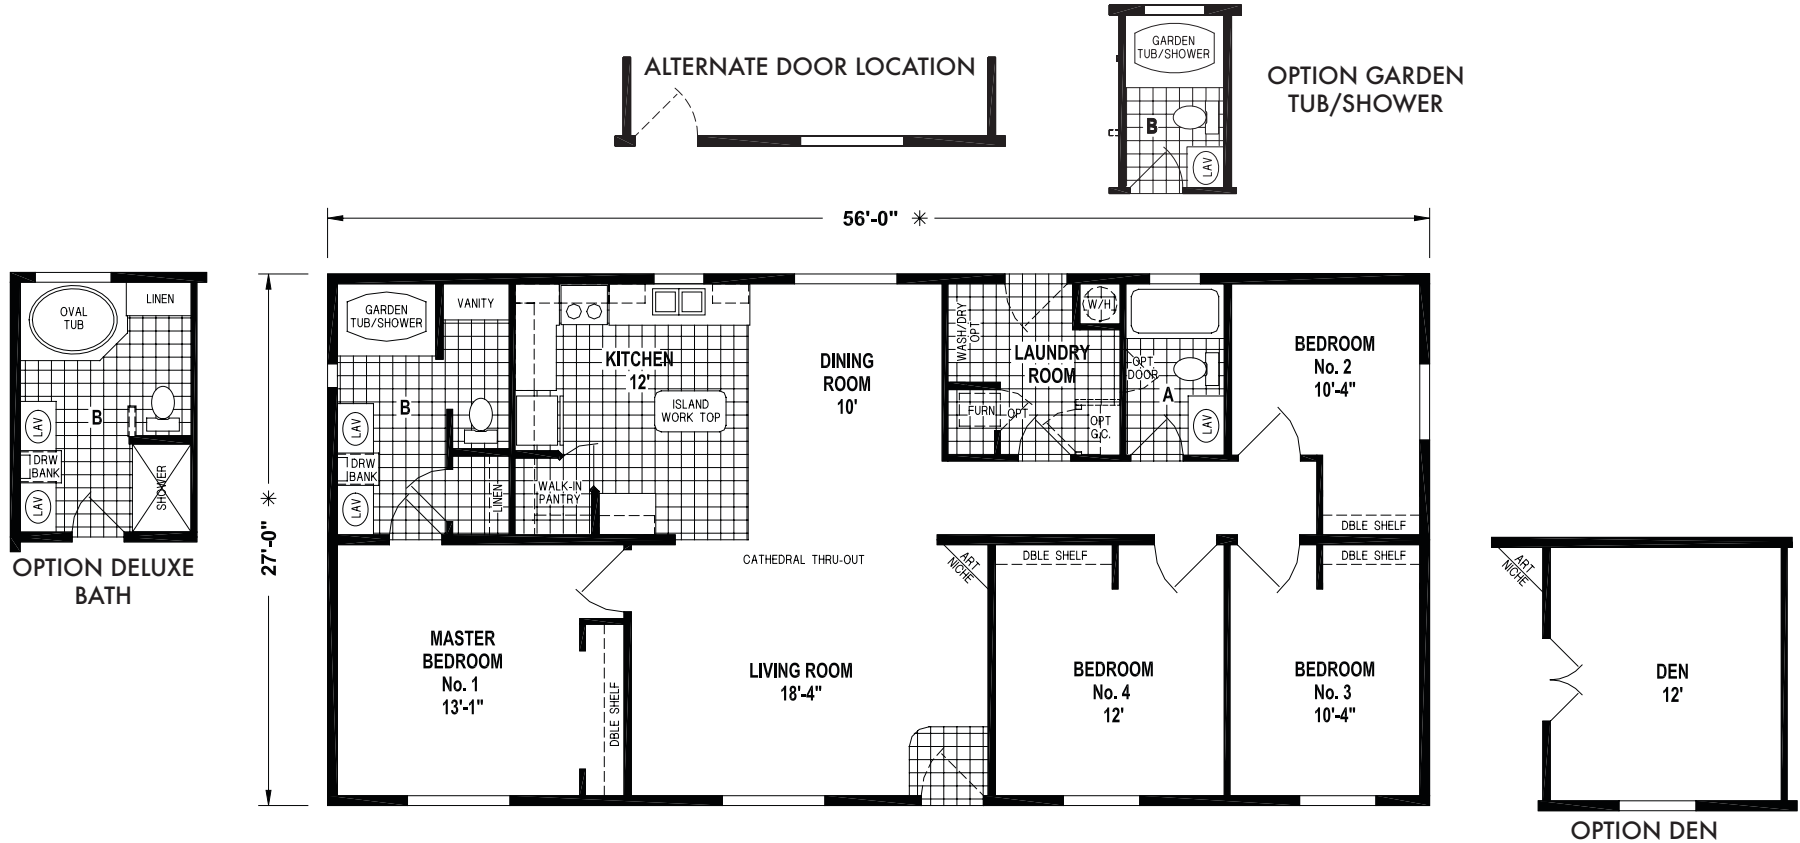 ALTERNATE DOOR LOCATION
GARDEN
TUB/SHOWER
B
LAV
OPTION GARDEN
TUB/SHOWER
56'-0" ✳
27'-0" ✳
OVAL
TUB
LINEN
LAV
B
DRW
BANK
LAV
SHOWER
OPTION DELUXE
BATH
GARDEN
TUB/SHOWER
VANITY
LAV
B
DRW
BANK
LAV
LINEN
KITCHEN
12'
ISLAND
WORK TOP
WALK-IN
PANTRY
DINING
ROOM
10'
WASH/DRY
OPT
W/H
LAUNDRY
ROOM
FURN
OPT
OPT
G.C.
OPT
DOOR
A
LAV
BEDROOM
No. 2
10'-4"
DBLE SHELF
CATHEDRAL THRU-OUT
ART
NICHE
DBLE SHELF
DBLE SHELF
MASTER
BEDROOM
No. 1
13'-1"
DBLE SHELF
LIVING ROOM
18'-4"
BEDROOM
No. 4
12'
BEDROOM
No. 3
10'-4"
ART
NICHE
DEN
12'
OPTION DEN